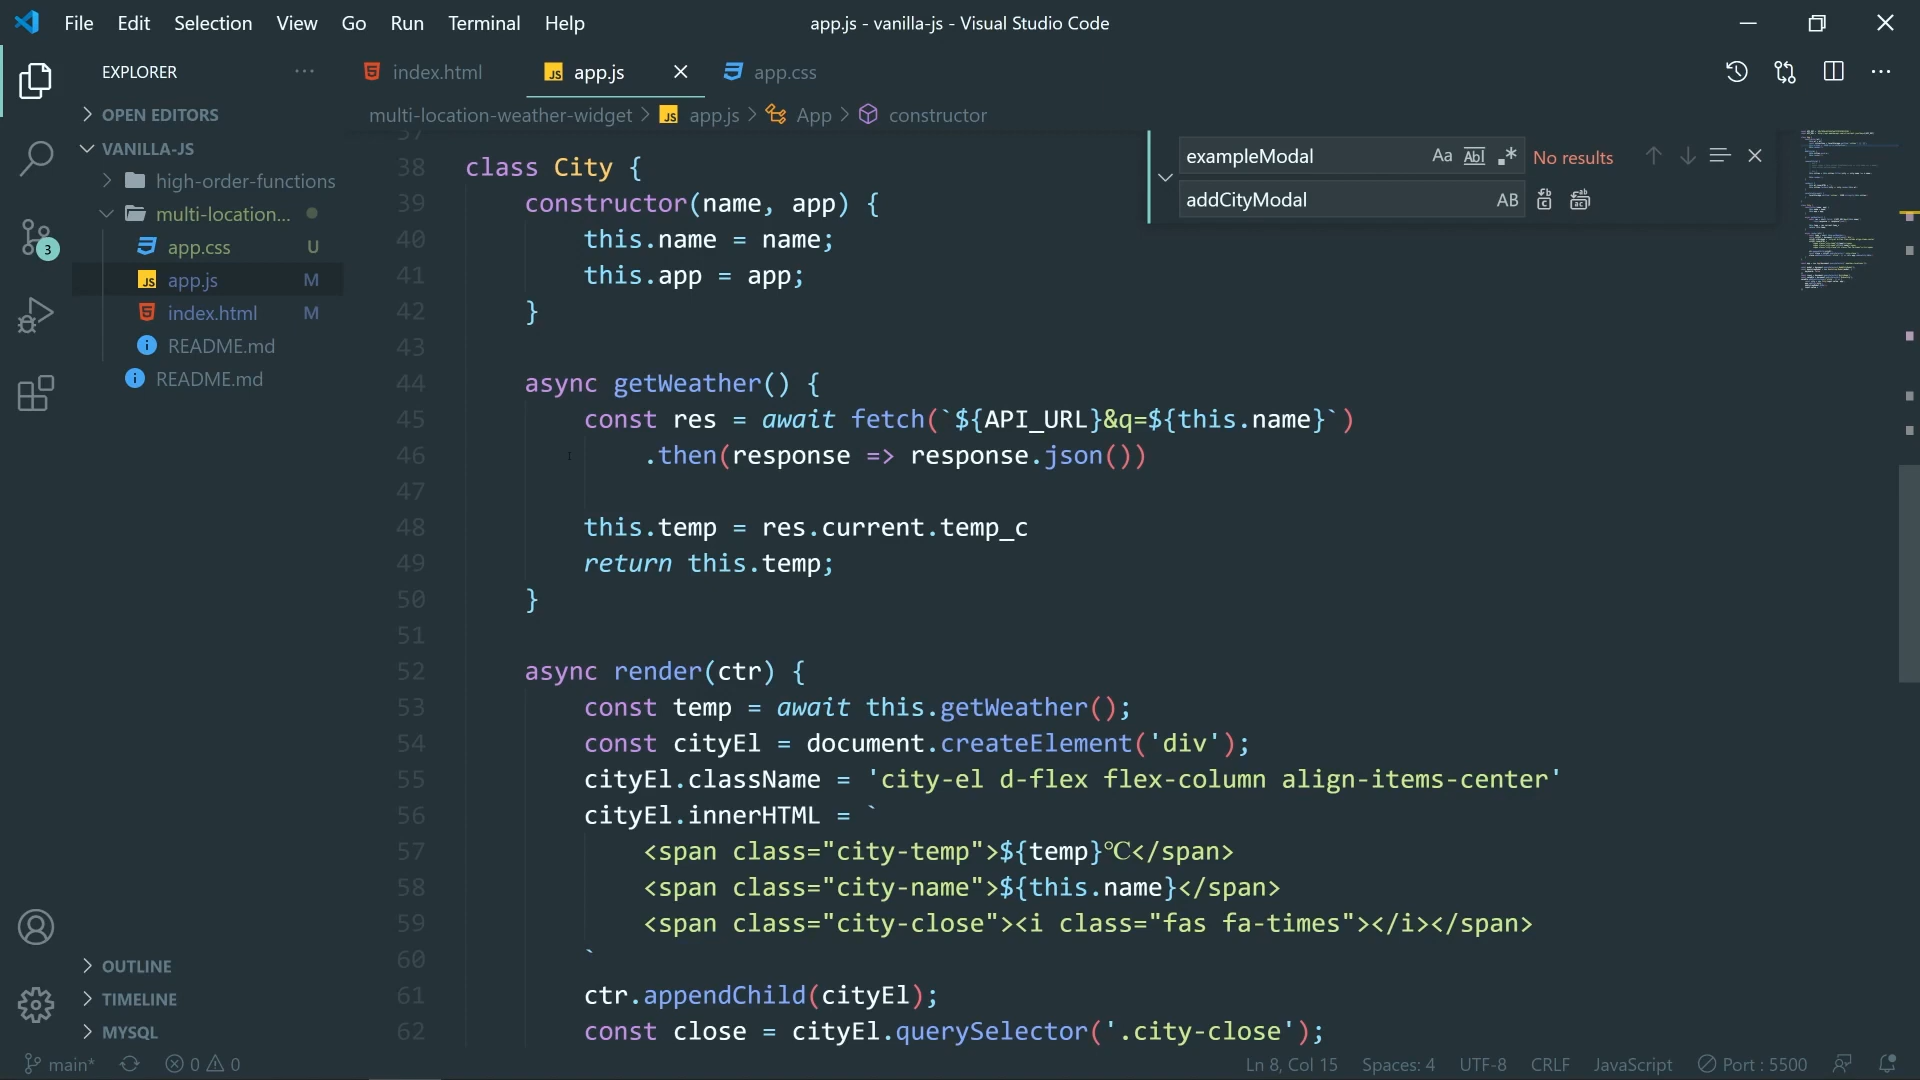 File Edit Selection View Go Run Terminal Help
app.js - vanilla-js - Visual Studio Code
EXPLORER
index.html
JS app.js
app.css
OPEN EDITORS
multi-location-weather-widget > JS app.js > App > constructor
VANILLA-JS
high-order-functions
multi-location...
app.css U
JS app.js M
index.html M
README.md
README.md
exampleModal
Aa Abl .* No results
addCityModal
AB
37
38 class City {
39 constructor(name, app) {
40 this.name = name;
41 this.app = app;
42 }
43
44 async getWeather() {
45 const res = await fetch(`${API_URL}&q=${this.name}`)
46 .then(response => response.json())
47
48 this.temp = res.current.temp_c
49 return this.temp;
50 }
51
52 async render(ctr) {
53 const temp = await this.getWeather();
54 const cityEl = document.createElement('div');
55 cityEl.className = 'city-el d-flex flex-column align-items-center'
56 cityEl.innerHTML = `
57 <span class="city-temp">${temp}℃</span>
58 <span class="city-name">${this.name}</span>
59 <span class="city-close"><i class="fas fa-times"></i></span>
60 `
61 ctr.appendChild(cityEl);
62 const close = cityEl.querySelector('.city-close');
3
OUTLINE
TIMELINE
MYSQL
main* 0 0
Ln 8, Col 15 Spaces: 4 UTF-8 CRLF JavaScript Port : 5500